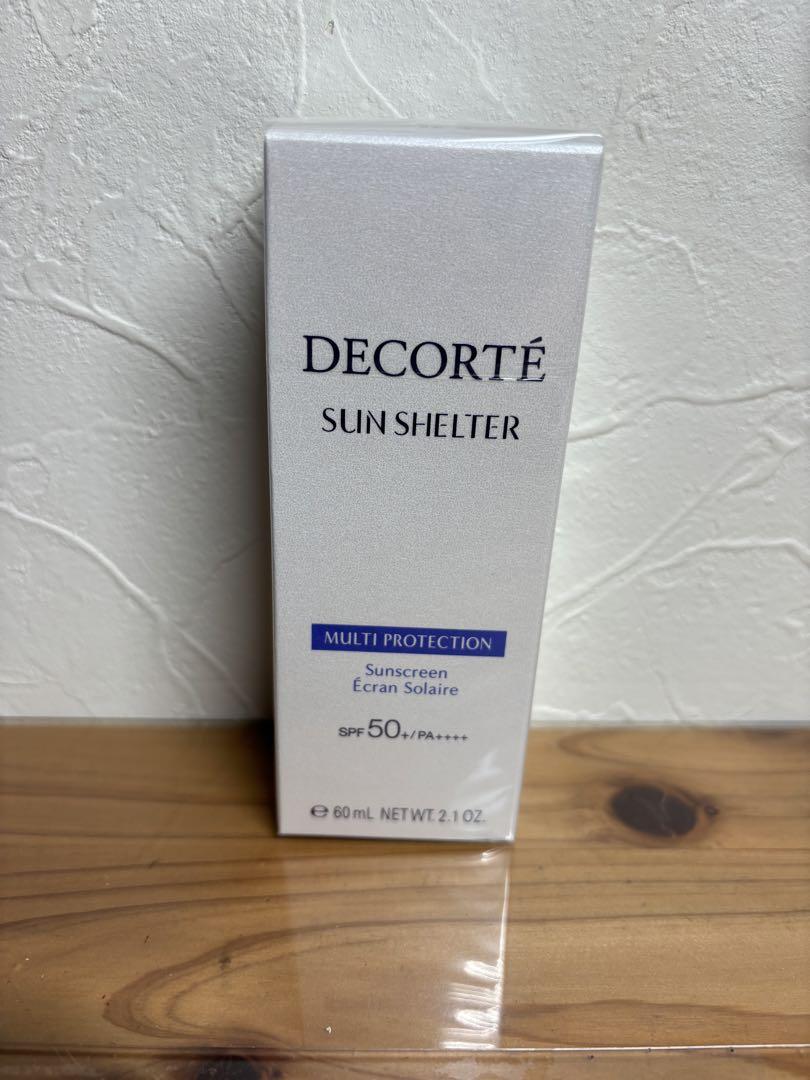 DECORTÉ
SUN SHELTER
MULTI PROTECTION
Sunscreen
Écran Solaire
SPF 50+/PA++++
℮ 60 mL NET WT. 2.1 OZ.